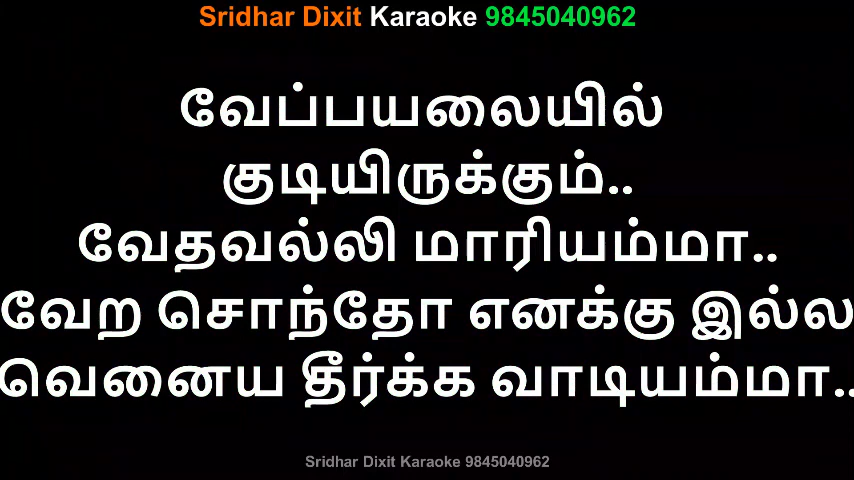 Sridhar Dixit Karaoke 9845040962
வேப்பயலையில்
குடியிருக்கும்..
வேதவல்லி மாரியம்மா..
வேற சொந்தோ எனக்கு இல்ல
வெனைய தீர்க்க வாடியம்மா..
Sridhar Dixit Karaoke 9845040962